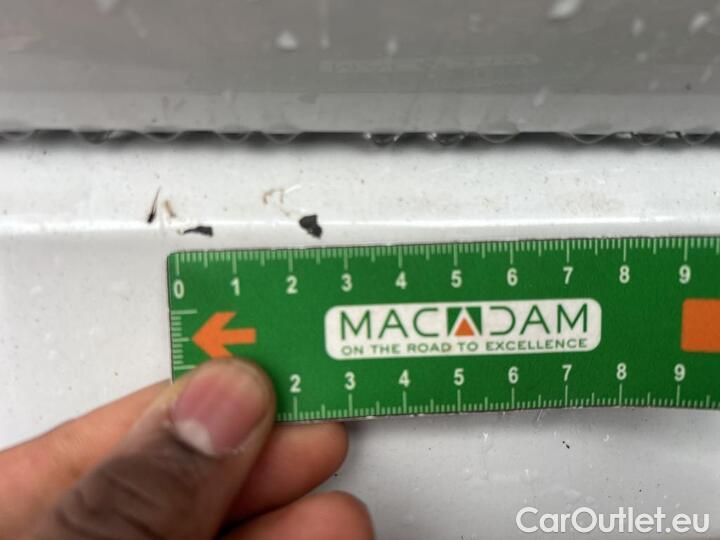 0 1 2 3 4 5 6 7 8 9
MACADAM
ON THE ROAD TO EXCELLENCE
2 3 4 5 6 7 8 9
CarOutlet.eu